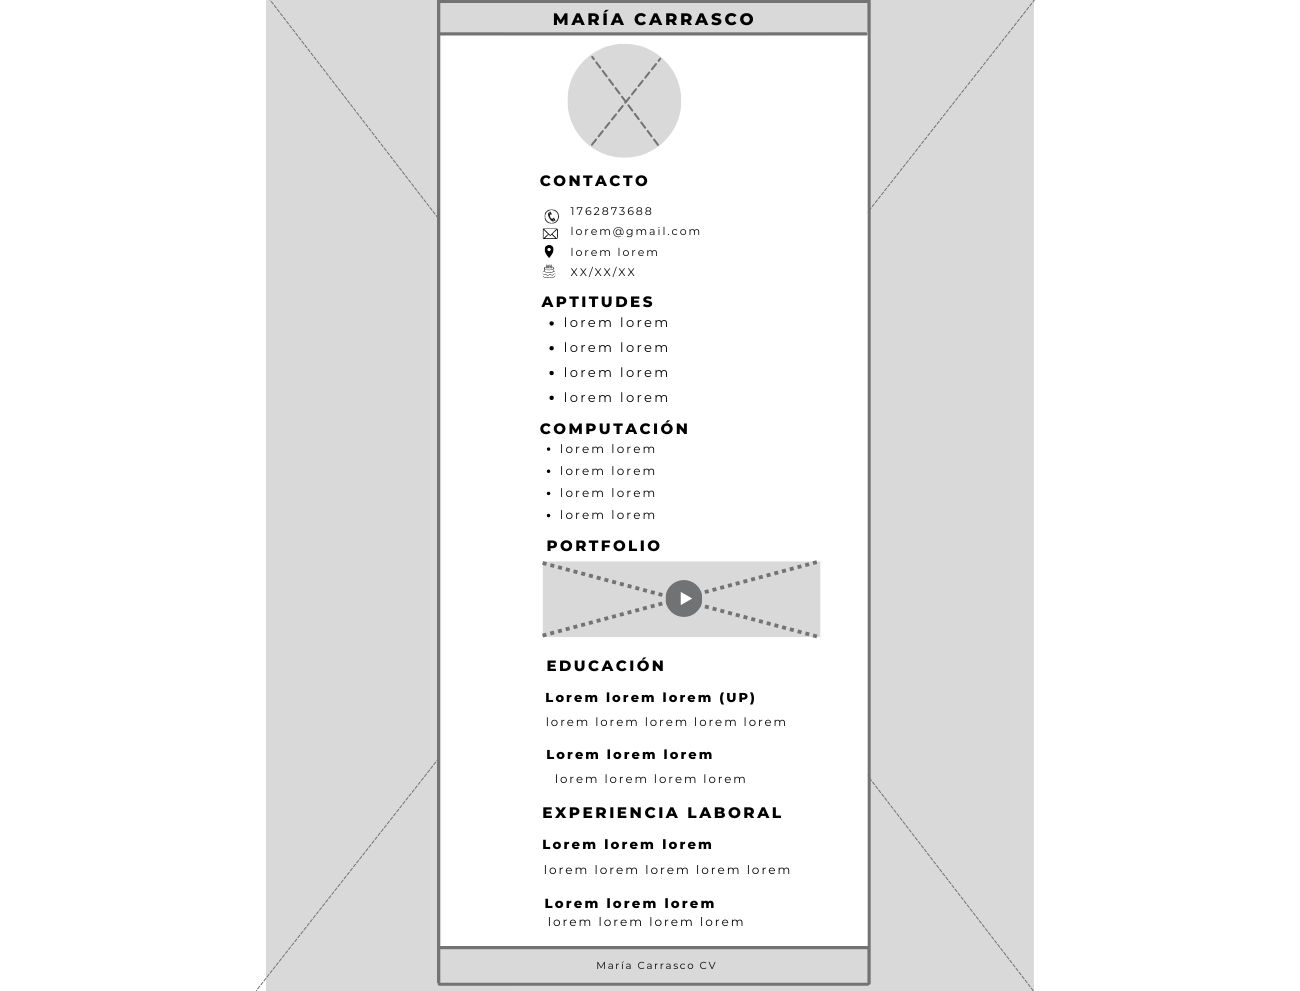 MARÍA CARRASCO
CONTACTO
1762873688
lorem@gmail.com
lorem lorem
XX/XX/XX
APTITUDES
• lorem lorem
• lorem lorem
• lorem lorem
• lorem lorem
COMPUTACIÓN
• lorem lorem
• lorem lorem
• lorem lorem
• lorem lorem
PORTFOLIO
EDUCACIÓN
Lorem lorem lorem (UP)
lorem lorem lorem lorem lorem
Lorem lorem lorem
lorem lorem lorem lorem
EXPERIENCIA LABORAL
Lorem lorem lorem
lorem lorem lorem lorem lorem
Lorem lorem lorem
lorem lorem lorem lorem
María Carrasco CV